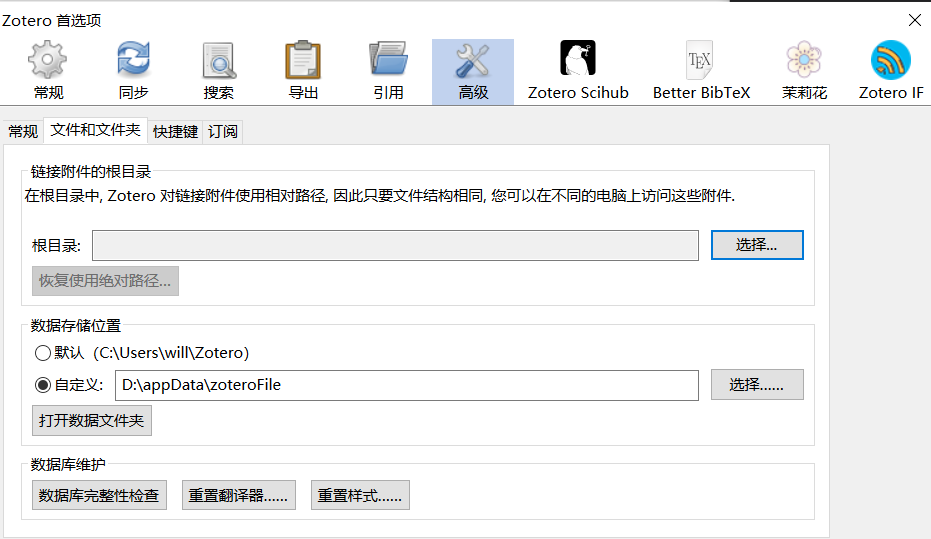 Zotero 首选项
常规 同步 搜索 导出 引用 高级 Zotero Scihub Better BibTeX 茉莉花 Zotero IF
常规 文件和文件夹 快捷键 订阅
链接附件的根目录
在根目录中, Zotero 对链接附件使用相对路径, 因此只要文件结构相同, 您可以在不同的电脑上访问这些附件.
根目录: 选择...
恢复使用绝对路径...
数据存储位置
默认（C:\Users\will\Zotero）
自定义: D:\appData\zoteroFile 选择......
打开数据文件夹
数据库维护
数据库完整性检查 重置翻译器...... 重置样式......